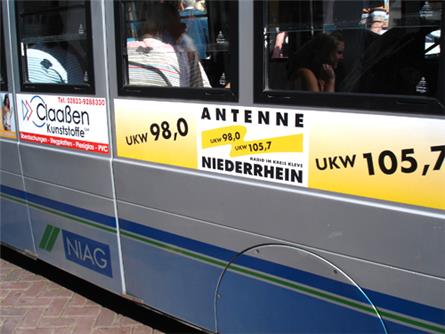 Tel. 02833-9288330
Claaßen
Kunststoffe
Überdachungen - Stegplatten - Plexiglas - PVC
UKW 98,0
ANTENNE
UKW 98,0
UKW 105,7
RADIO IM KREIS KLEVE
NIEDERRHEIN
UKW 105,7
NIAG